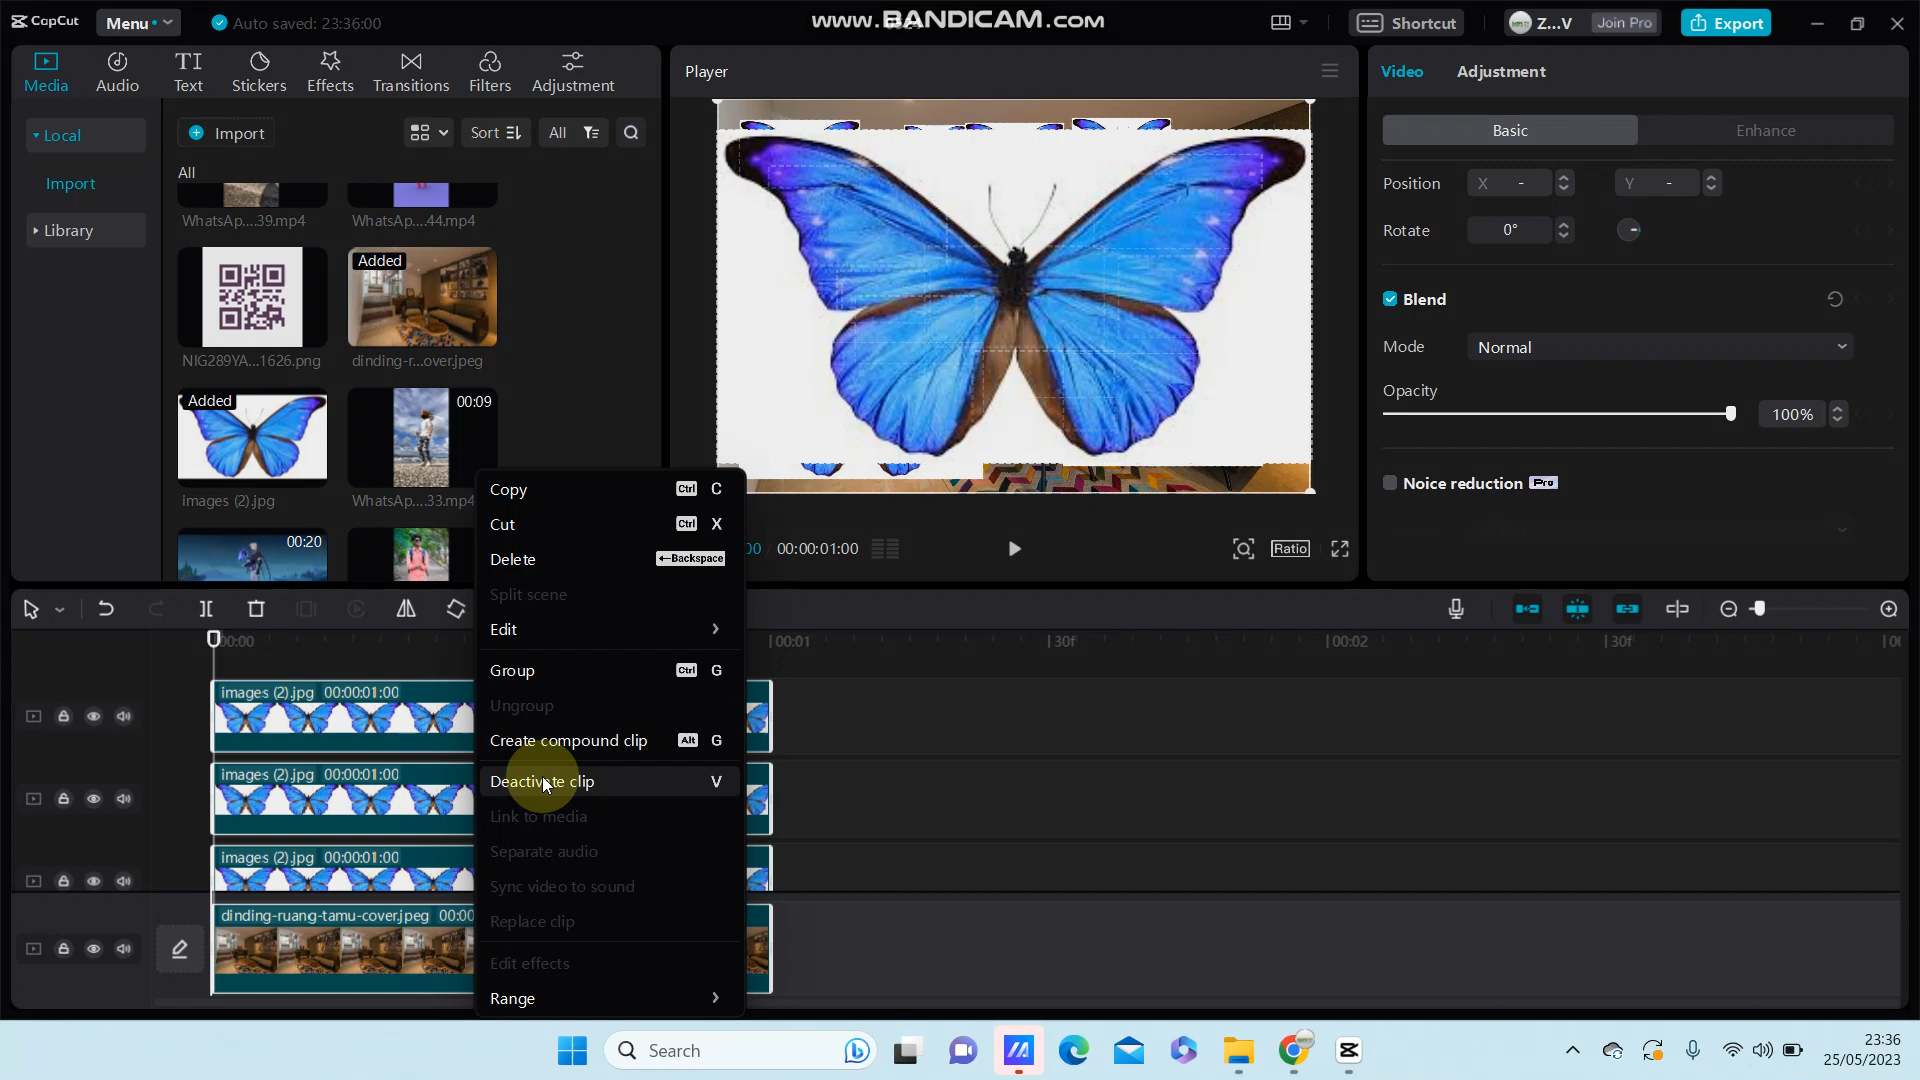 CapCut
Menu
Auto saved: 23:36:00
www.BANDICAM.com
Shortcut
Z...V
Join Pro
Export
Media
Audio
Text
Stickers
Effects
Transitions
Filters
Adjustment
Player
Video
Adjustment
Local
Import
Library
Import
Sort
All
All
WhatsAp....39.mp4
WhatsAp....44.mp4
Added
NIG289YA...1626.png
dinding-r...over.jpeg
Added
00:09
images (2).jpg
WhatsAp....33.mp4
00:20
Basic
Enhance
Position
X
-
Y
-
Rotate
0°
Blend
Mode
Normal
Opacity
100%
Noice reduction
Pro
00:00:01:00
Ratio
Copy
Ctrl C
Cut
Ctrl X
Delete
←Backspace
Split scene
Edit
Group
Ctrl G
Ungroup
Create compound clip
Alt G
Deactivate clip
V
Link to media
Separate audio
Sync video to sound
Replace clip
Edit effects
Range
00:00
00:01
30f
00:02
30f
images (2).jpg 00:00:01:00
images (2).jpg 00:00:01:00
images (2).jpg 00:00:01:00
dinding-ruang-tamu-cover.jpeg 00:00
Search
23:36
25/05/2023